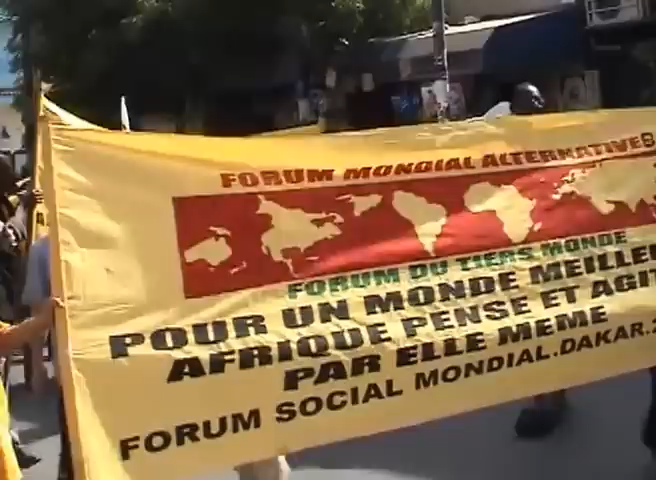 FORUM MONDIAL ALTERNATIVE
FORUM DU TIERS MONDE
POUR UN MONDE MEILLE
AFRIQUE PENSE ET AGI
PAR ELLE MEME
FORUM SOCIAL MONDIAL.DAKAR.